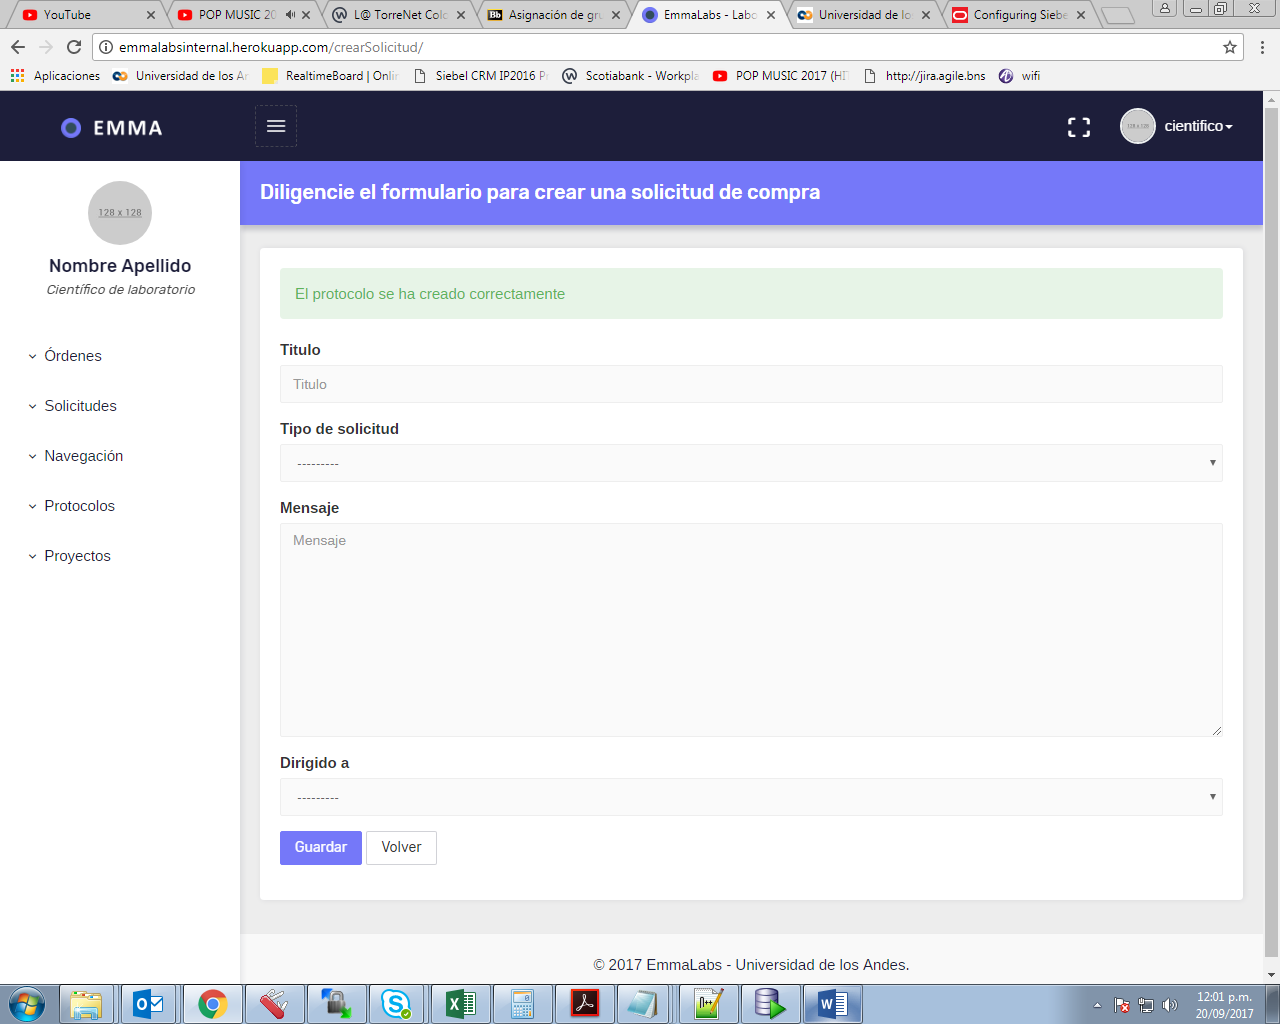 YouTube
POP MUSIC 20
L@ TorreNet Colo
Asignación de gru
EmmaLabs - Labo
Universidad de lo
Configuring Siebe
emmalabsinternal.herokuapp.com/crearSolicitud/
Aplicaciones
Universidad de los An
RealtimeBoard | Onlin
Siebel CRM IP2016 Pr
Scotiabank - Workpla
POP MUSIC 2017 (HIT
http://jira.agile.bns
wifi
EMMA
cientifico
128 x 128
Nombre Apellido
Científico de laboratorio
Órdenes
Solicitudes
Navegación
Protocolos
Proyectos
Diligencie el formulario para crear una solicitud de compra
El protocolo se ha creado correctamente
Titulo
Titulo
Tipo de solicitud
---------
Mensaje
Mensaje
Dirigido a
---------
Guardar
Volver
© 2017 EmmaLabs - Universidad de los Andes.
12:01 p.m.
20/09/2017